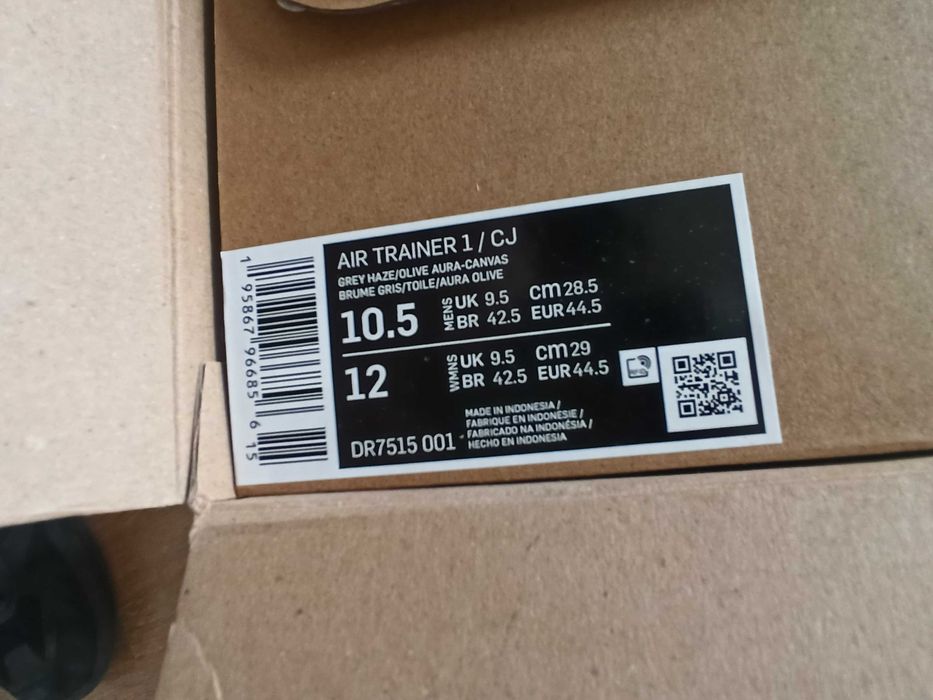 AIR TRAINER 1 / CJ
GREY HAZE/OLIVE AURA-CANVAS
BRUME GRIS/TOILE/AURA OLIVE
10.5 MENS UK 9.5 CM 28.5
BR 42.5 EUR 44.5
12 WMNS UK 9.5 CM 29
BR 42.5 EUR 44.5
DR7515 001
MADE IN INDONESIA /
FABRIQUE EN INDONESIE /
FABRICADO NA INDONÉSIA /
HECHO EN INDONESIA
RFID
1 95867 96685 6 15